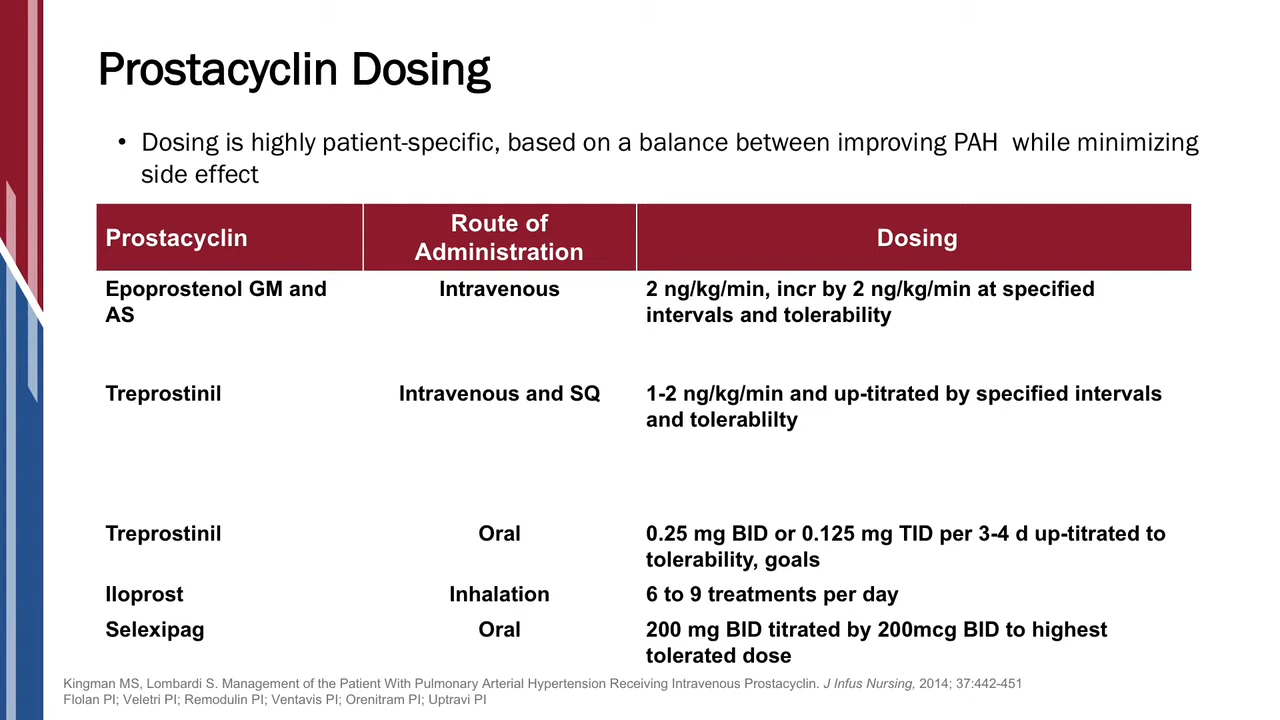 Prostacyclin Dosing
• Dosing is highly patient-specific, based on a balance between improving PAH  while minimizing
side effect
Prostacyclin
Route of
Administration
Dosing
Epoprostenol GM and
AS
Intravenous
2 ng/kg/min, incr by 2 ng/kg/min at specified
intervals and tolerability
Treprostinil
Intravenous and SQ
1-2 ng/kg/min and up-titrated by specified intervals
and tolerablilty
Treprostinil
Oral
0.25 mg BID or 0.125 mg TID per 3-4 d up-titrated to
tolerability, goals
Iloprost
Inhalation
6 to 9 treatments per day
Selexipag
Oral
200 mg BID titrated by 200mcg BID to highest
tolerated dose
Kingman MS, Lombardi S. Management of the Patient With Pulmonary Arterial Hypertension Receiving Intravenous Prostacyclin. J Infus Nursing, 2014; 37:442-451
Flolan PI; Veletri PI; Remodulin PI; Ventavis PI; Orenitram PI; Uptravi PI